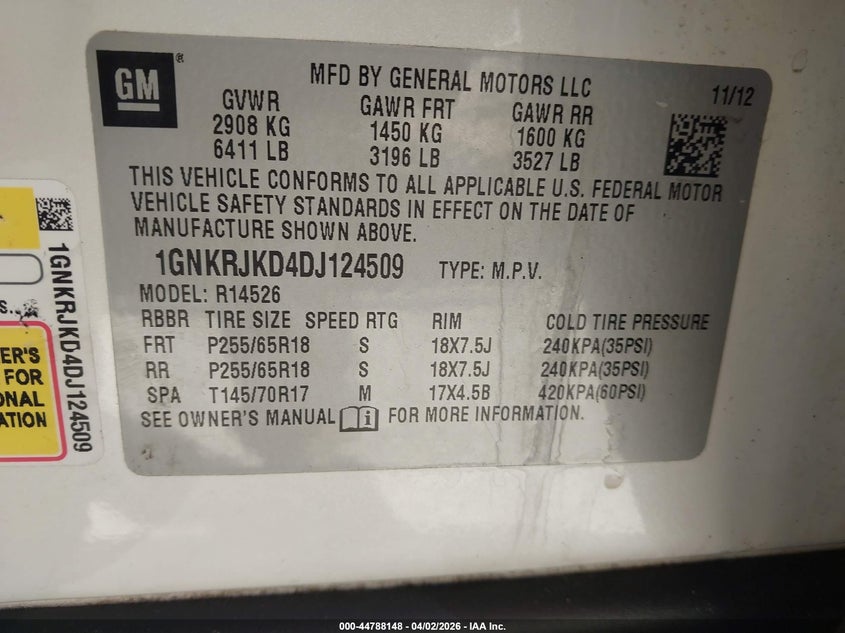 GM
®
MFD BY GENERAL MOTORS LLC
11/12
GVWR GAWR FRT GAWR RR
2908 KG 1450 KG 1600 KG
6411 LB 3196 LB 3527 LB
THIS VEHICLE CONFORMS TO ALL APPLICABLE U.S. FEDERAL MOTOR
VEHICLE SAFETY STANDARDS IN EFFECT ON THE DATE OF
MANUFACTURE SHOWN ABOVE.
1GNKRJKD4DJ124509 TYPE: M.P.V.
MODEL: R14526
RBBR TIRE SIZE SPEED RTG RIM COLD TIRE PRESSURE
FRT P255/65R18 S 18X7.5J 240KPA(35PSI)
RR P255/65R18 S 18X7.5J 240KPA(35PSI)
SPA T145/70R17 M 17X4.5B 420KPA(60PSI)
SEE OWNER'S MANUAL i FOR MORE INFORMATION.
1GNKRJKD4DJ124509
S...
ER'S
FOR
ONAL
ATION
000-44788148 - 04/02/2026 - IAA Inc.